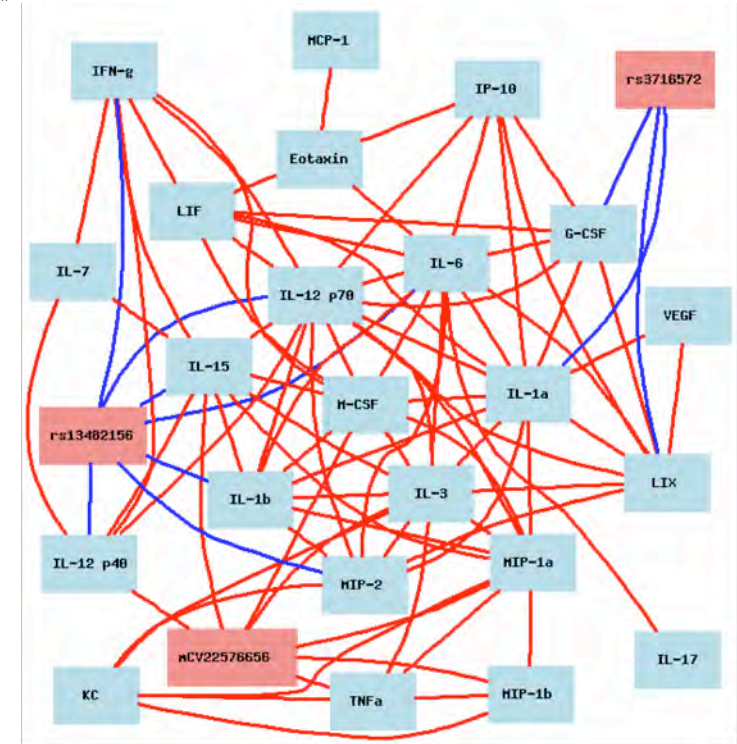 MCP-1
IFN-g
rs3716572
IP-10
Eotaxin
LIF
G-CSF
IL-6
IL-7
IL-12 p70
VEGF
IL-15
IL-1a
M-CSF
rs13482156
LIX
IL-3
IL-1b
IL-12 p40
MIP-1a
MIP-2
mCV22576656
IL-17
KC
MIP-1b
TNFa